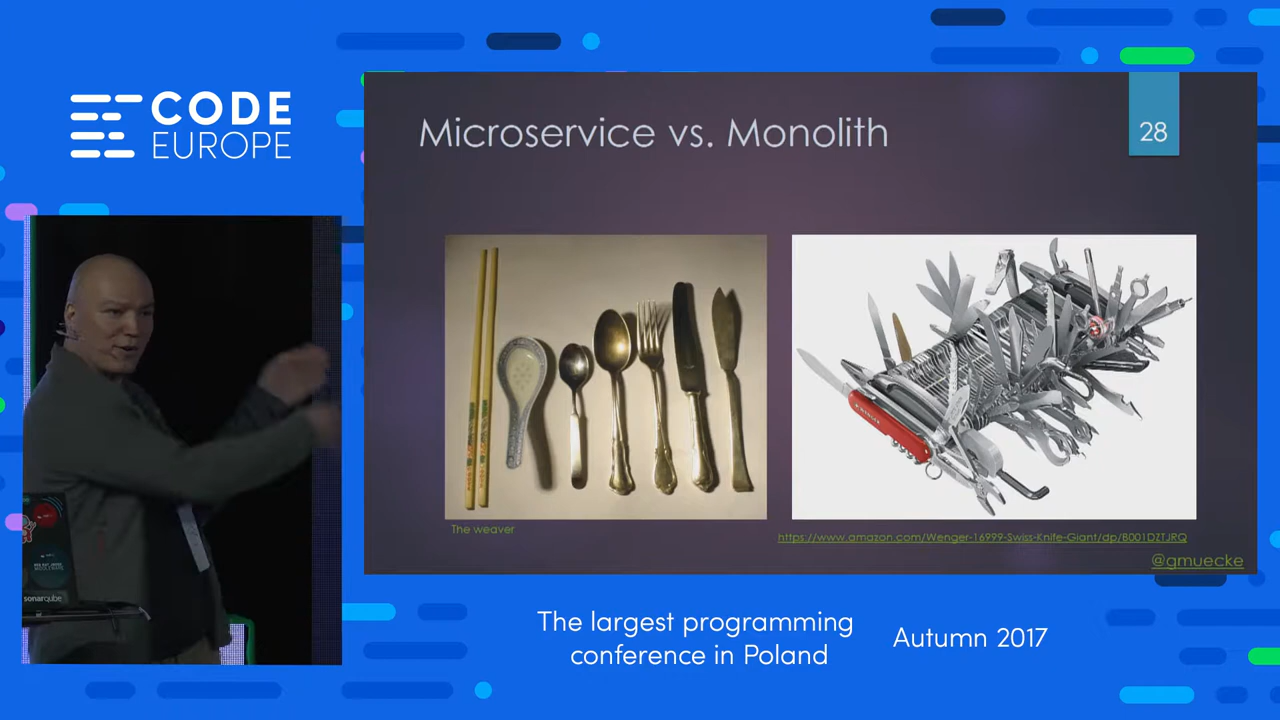 CODE
EUROPE
Microservice vs. Monolith
28
The weaver
https://www.amazon.com/Wenger-16999-Swiss-Knife-Giant/dp/B001DZTJRQ
@gmuecke
sonarqube
The largest programming
conference in Poland
Autumn 2017